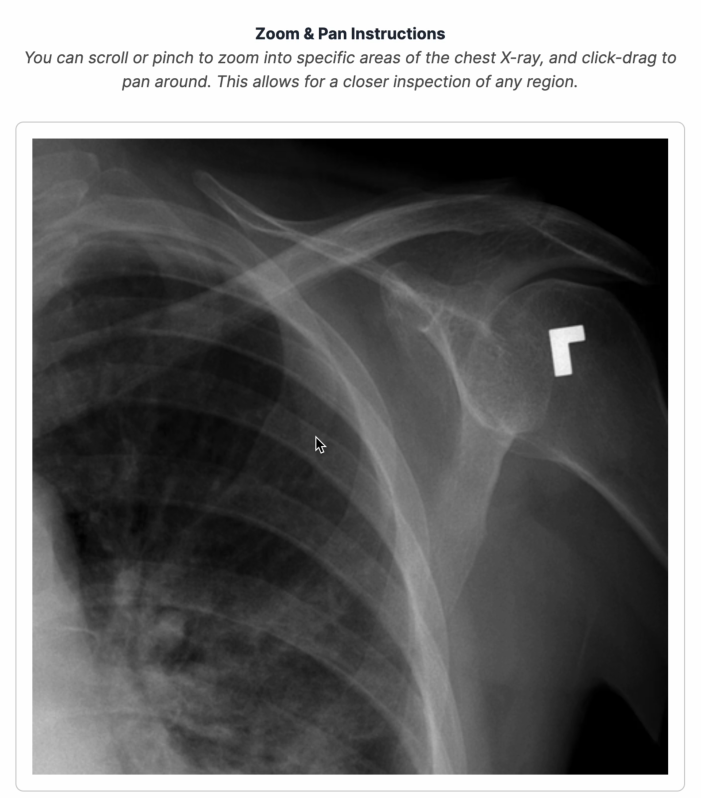 Zoom & Pan Instructions
You can scroll or pinch to zoom into specific areas of the chest X-ray, and click-drag to
pan around. This allows for a closer inspection of any region.
L